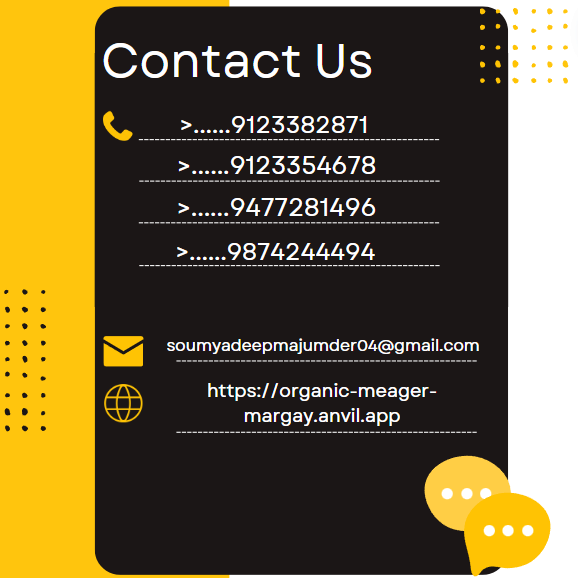 Contact Us
>......9123382871
>......9123354678
>......9477281496
>......9874244494
soumyadeepmajumder04@gmail.com
https://organic-meager-
margay.anvil.app